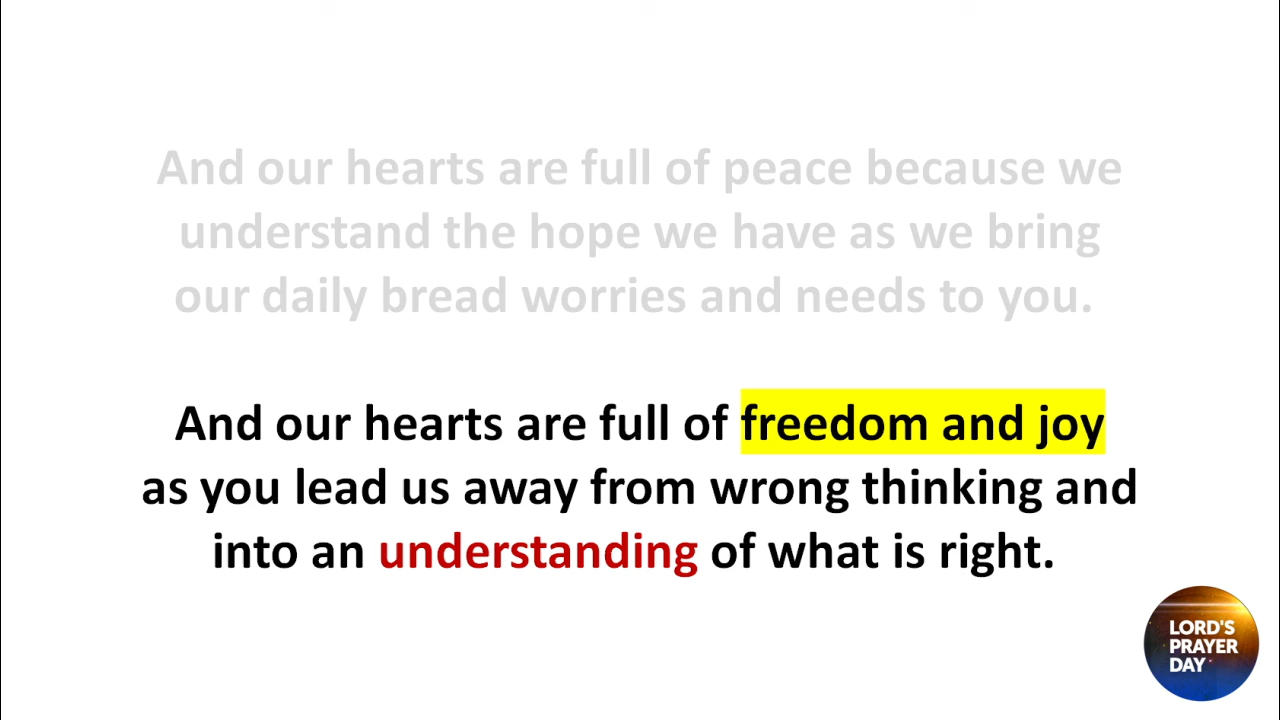 And our hearts are full of peace because we
understand the hope we have as we bring
our daily bread worries and needs to you.
And our hearts are full of freedom and joy
as you lead us away from wrong thinking and
into an understanding of what is right.
LORD'S
PRAYER
DAY